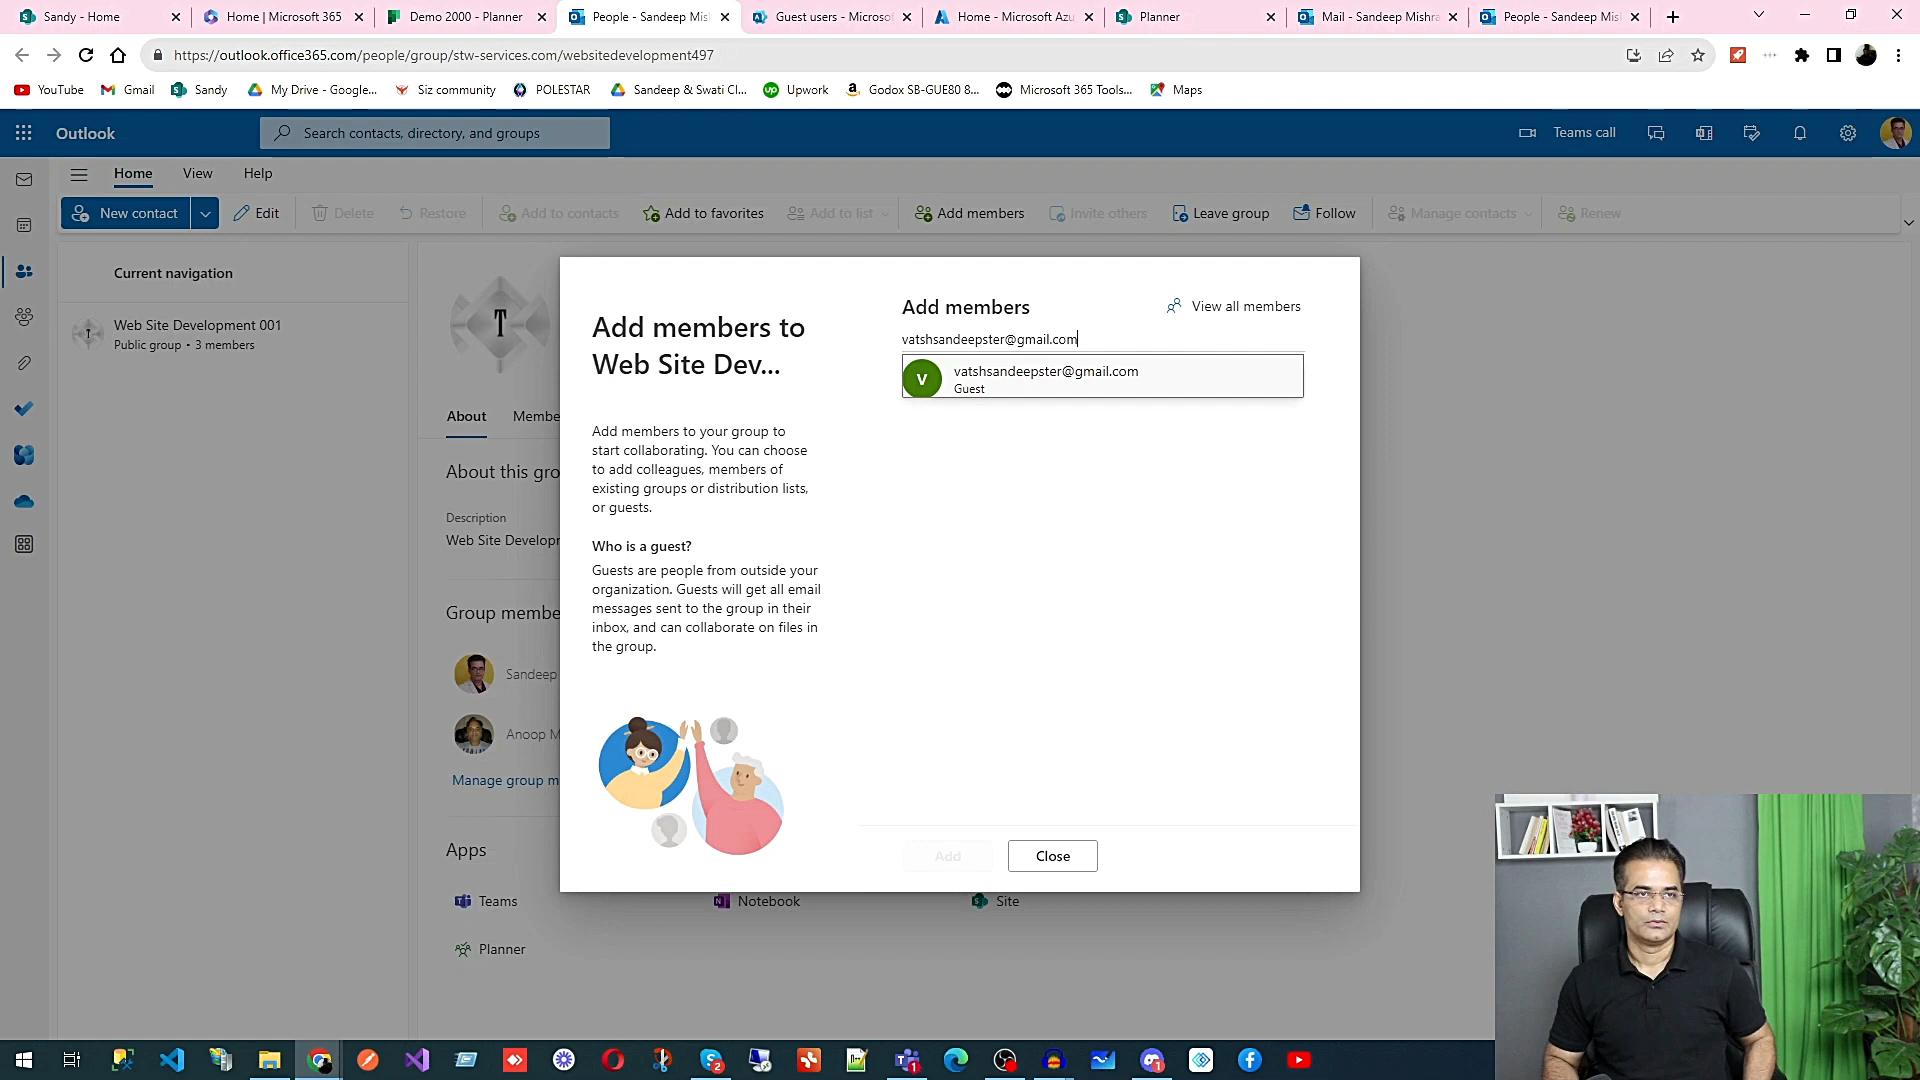 Sandy - Home
Home | Microsoft 365
Demo 2000 - Planner
People - Sandeep Mis
Guest users - Microsof
Home - Microsoft Azu
Planner
Mail - Sandeep Mishra
People - Sandeep Mis
https://outlook.office365.com/people/group/stw-services.com/websitedevelopment497
YouTube
Gmail
Sandy
My Drive - Google...
Siz community
POLESTAR
Sandeep & Swati Cl...
Upwork
Godox SB-GUE80 8...
Microsoft 365 Tools...
Maps
Outlook
Search contacts, directory, and groups
Teams call
Home
View
Help
New contact
Edit
Delete
Restore
Add to contacts
Add to favorites
Add to list
Add members
Invite others
Leave group
Follow
Manage contacts
Renew
Current navigation
Web Site Development 001
Public group • 3 members
T
About
Membe
About this gro
Description
Web Site Develop
Group membe
Sandeep
Anoop M
Manage group m
Apps
Teams
Notebook
Site
Planner
Add members to
Web Site Dev...
Add members to your group to
start collaborating. You can choose
to add colleagues, members of
existing groups or distribution lists,
or guests.
Who is a guest?
Guests are people from outside your
organization. Guests will get all email
messages sent to the group in their
inbox, and can collaborate on files in
the group.
Add members
View all members
vatshsandeepster@gmail.com
V
vatshsandeepster@gmail.com
Guest
Add
Close